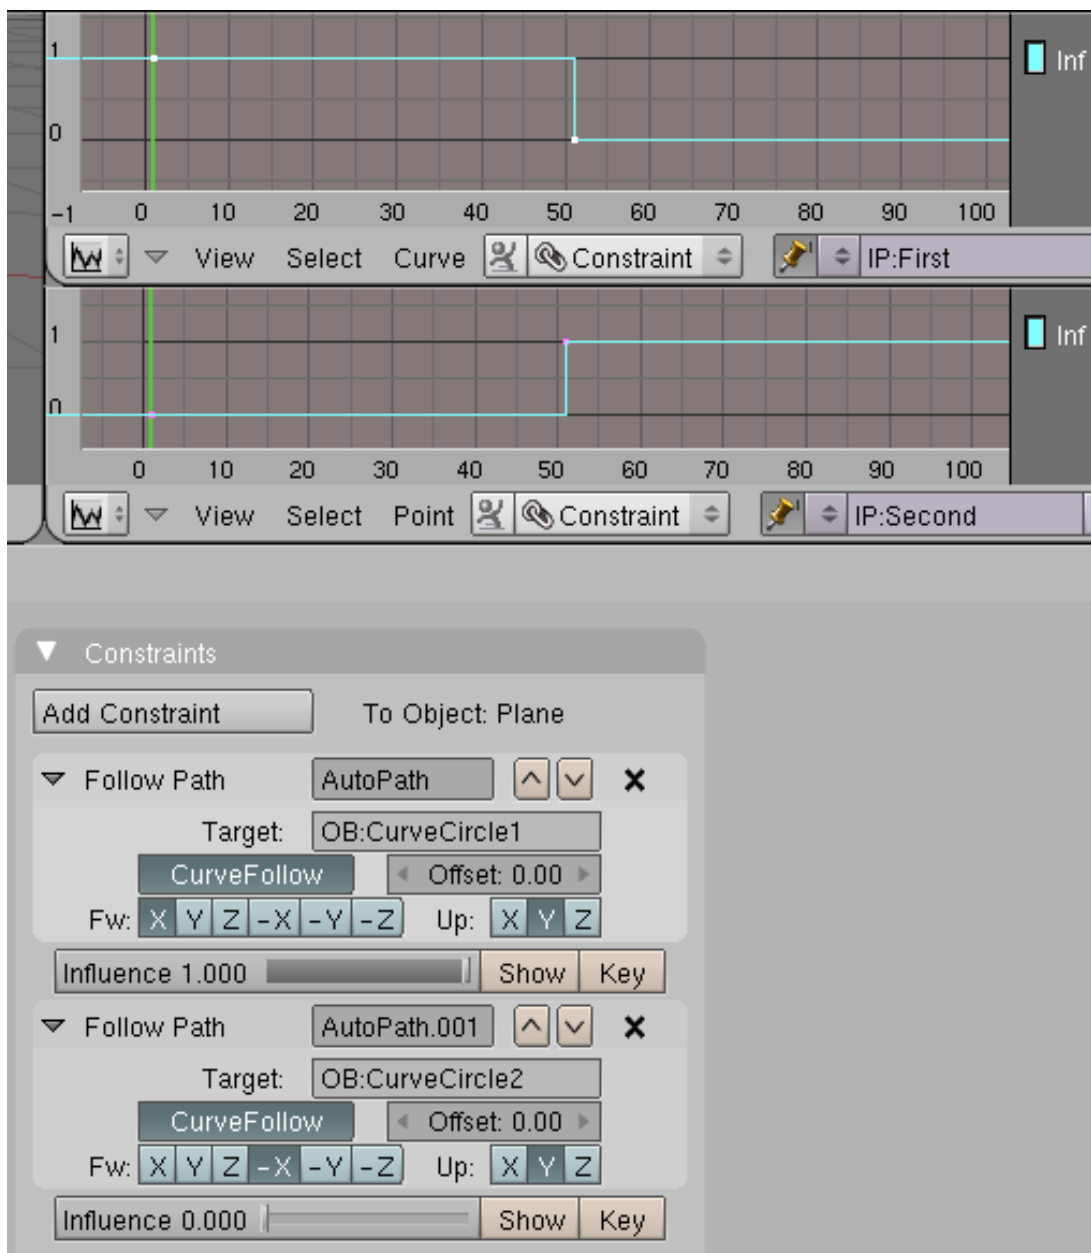 1
Inf
0
-1 0 10 20 30 40 50 60 70 80 90 100
View Select Curve Constraint IP:First
1
Inf
0
0 10 20 30 40 50 60 70 80 90 100
View Select Point Constraint IP:Second
Constraints
Add Constraint To Object: Plane
Follow Path AutoPath
Target: OB:CurveCircle1
CurveFollow Offset: 0.00
Fw: X Y Z -X -Y -Z Up: X Y Z
Influence 1.000 Show Key
Follow Path AutoPath.001
Target: OB:CurveCircle2
CurveFollow Offset: 0.00
Fw: X Y Z -X -Y -Z Up: X Y Z
Influence 0.000 Show Key